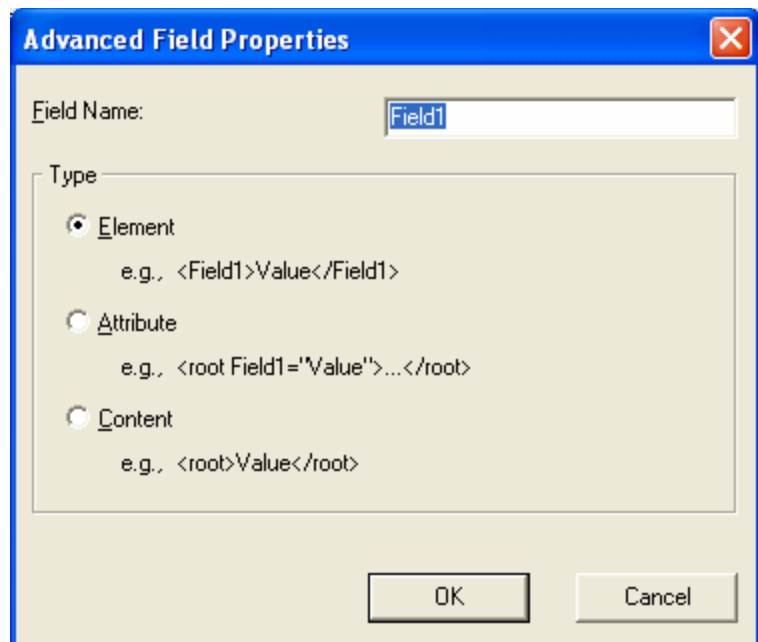 Advanced Field Properties
Field Name: Field1
Type
Element
e.g., <Field1>Value</Field1>
Attribute
e.g., <root Field1="Value">...</root>
Content
e.g., <root>Value</root>
OK Cancel